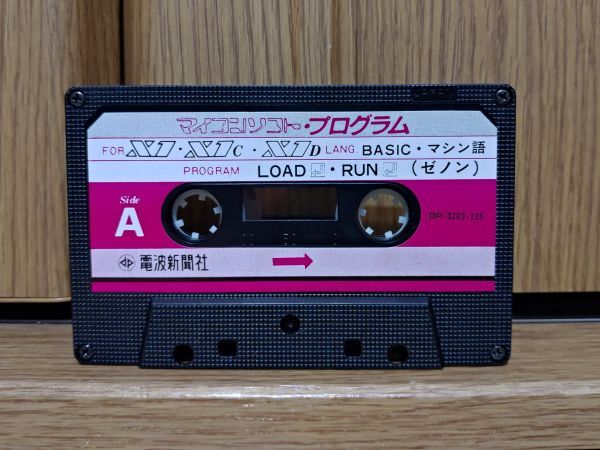 マイコンソフト・プログラム
FOR X1・X1C・X1D LANG BASIC・マシン語
PROGRAM LOAD⏎・RUN⏎ (ゼノン)
Side
A
DP-3203-125
電波新聞社